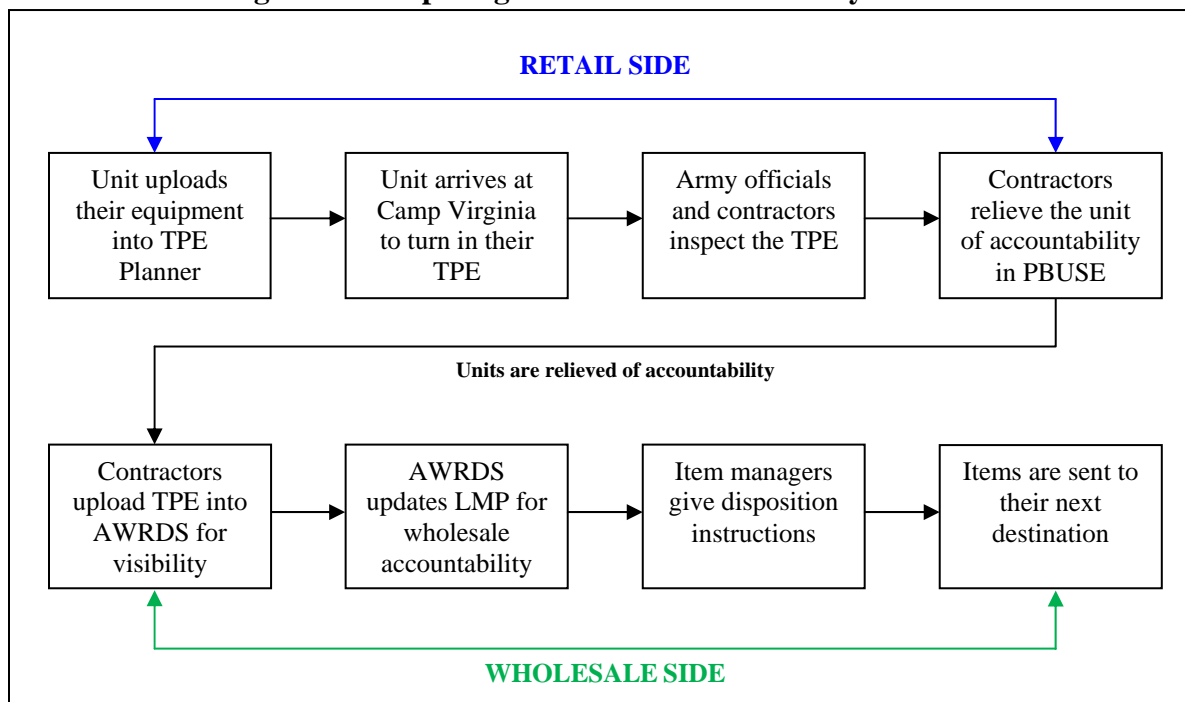 RETAIL SIDE
Unit uploads
their equipment
into TPE
Planner
Unit arrives at
Camp Virginia
to turn in their
TPE
Army officials
and contractors
inspect the TPE
Contractors
relieve the unit
of accountability
in PBUSE
Units are relieved of accountability
Contractors
upload TPE into
AWRDS for
visibility
AWRDS
updates LMP for
wholesale
accountability
Item managers
give disposition
instructions
Items are sent to
their next
destination
WHOLESALE SIDE